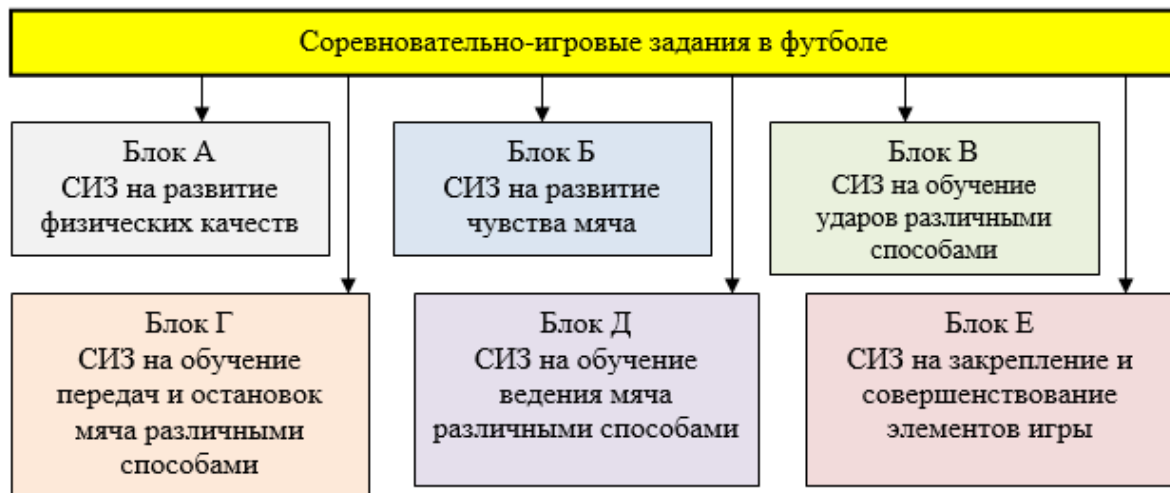 Соревновательно-игровые задания в футболе
Блок А
СИЗ на развитие
физических качеств
Блок Б
СИЗ на развитие
чувства мяча
Блок В
СИЗ на обучение
ударов различными
способами
Блок Г
СИЗ на обучение
передач и остановок
мяча различными
способами
Блок Д
СИЗ на обучение
ведения мяча
различными способами
Блок Е
СИЗ на закрепление и
совершенствование
элементов игры